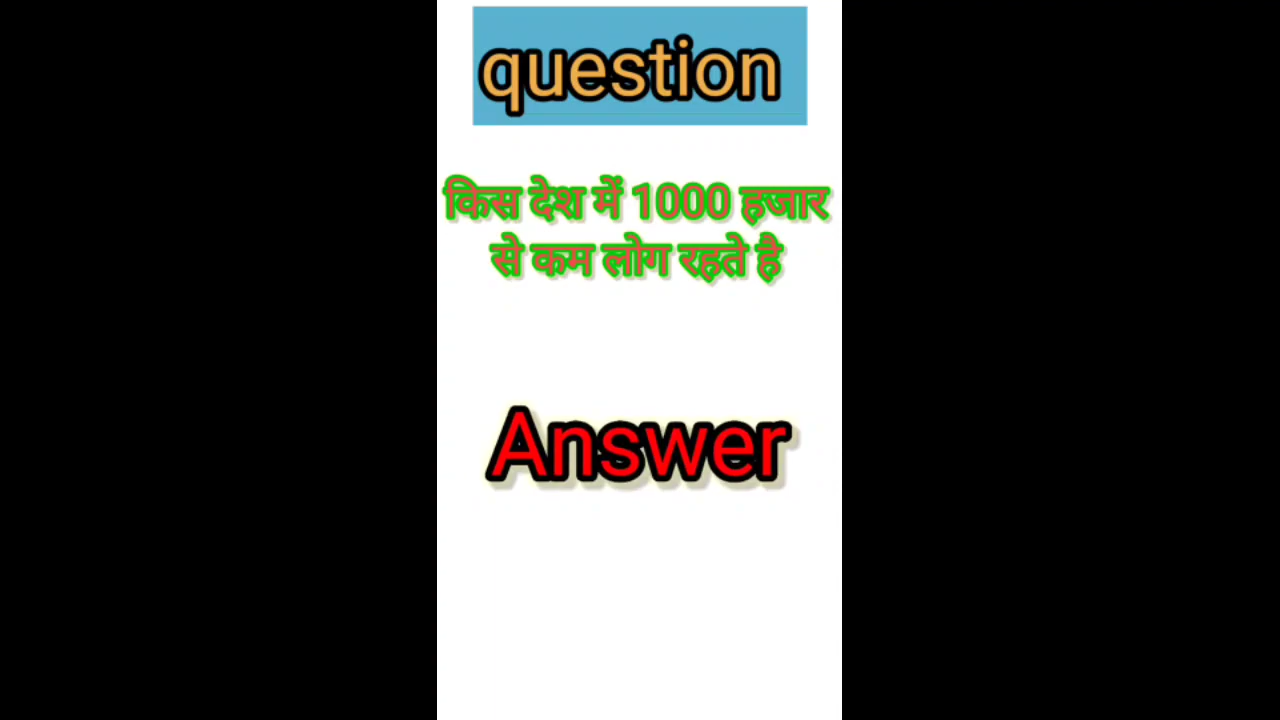 question
किस देश में 1000 हजार
से कम लोग रहते है
Answer